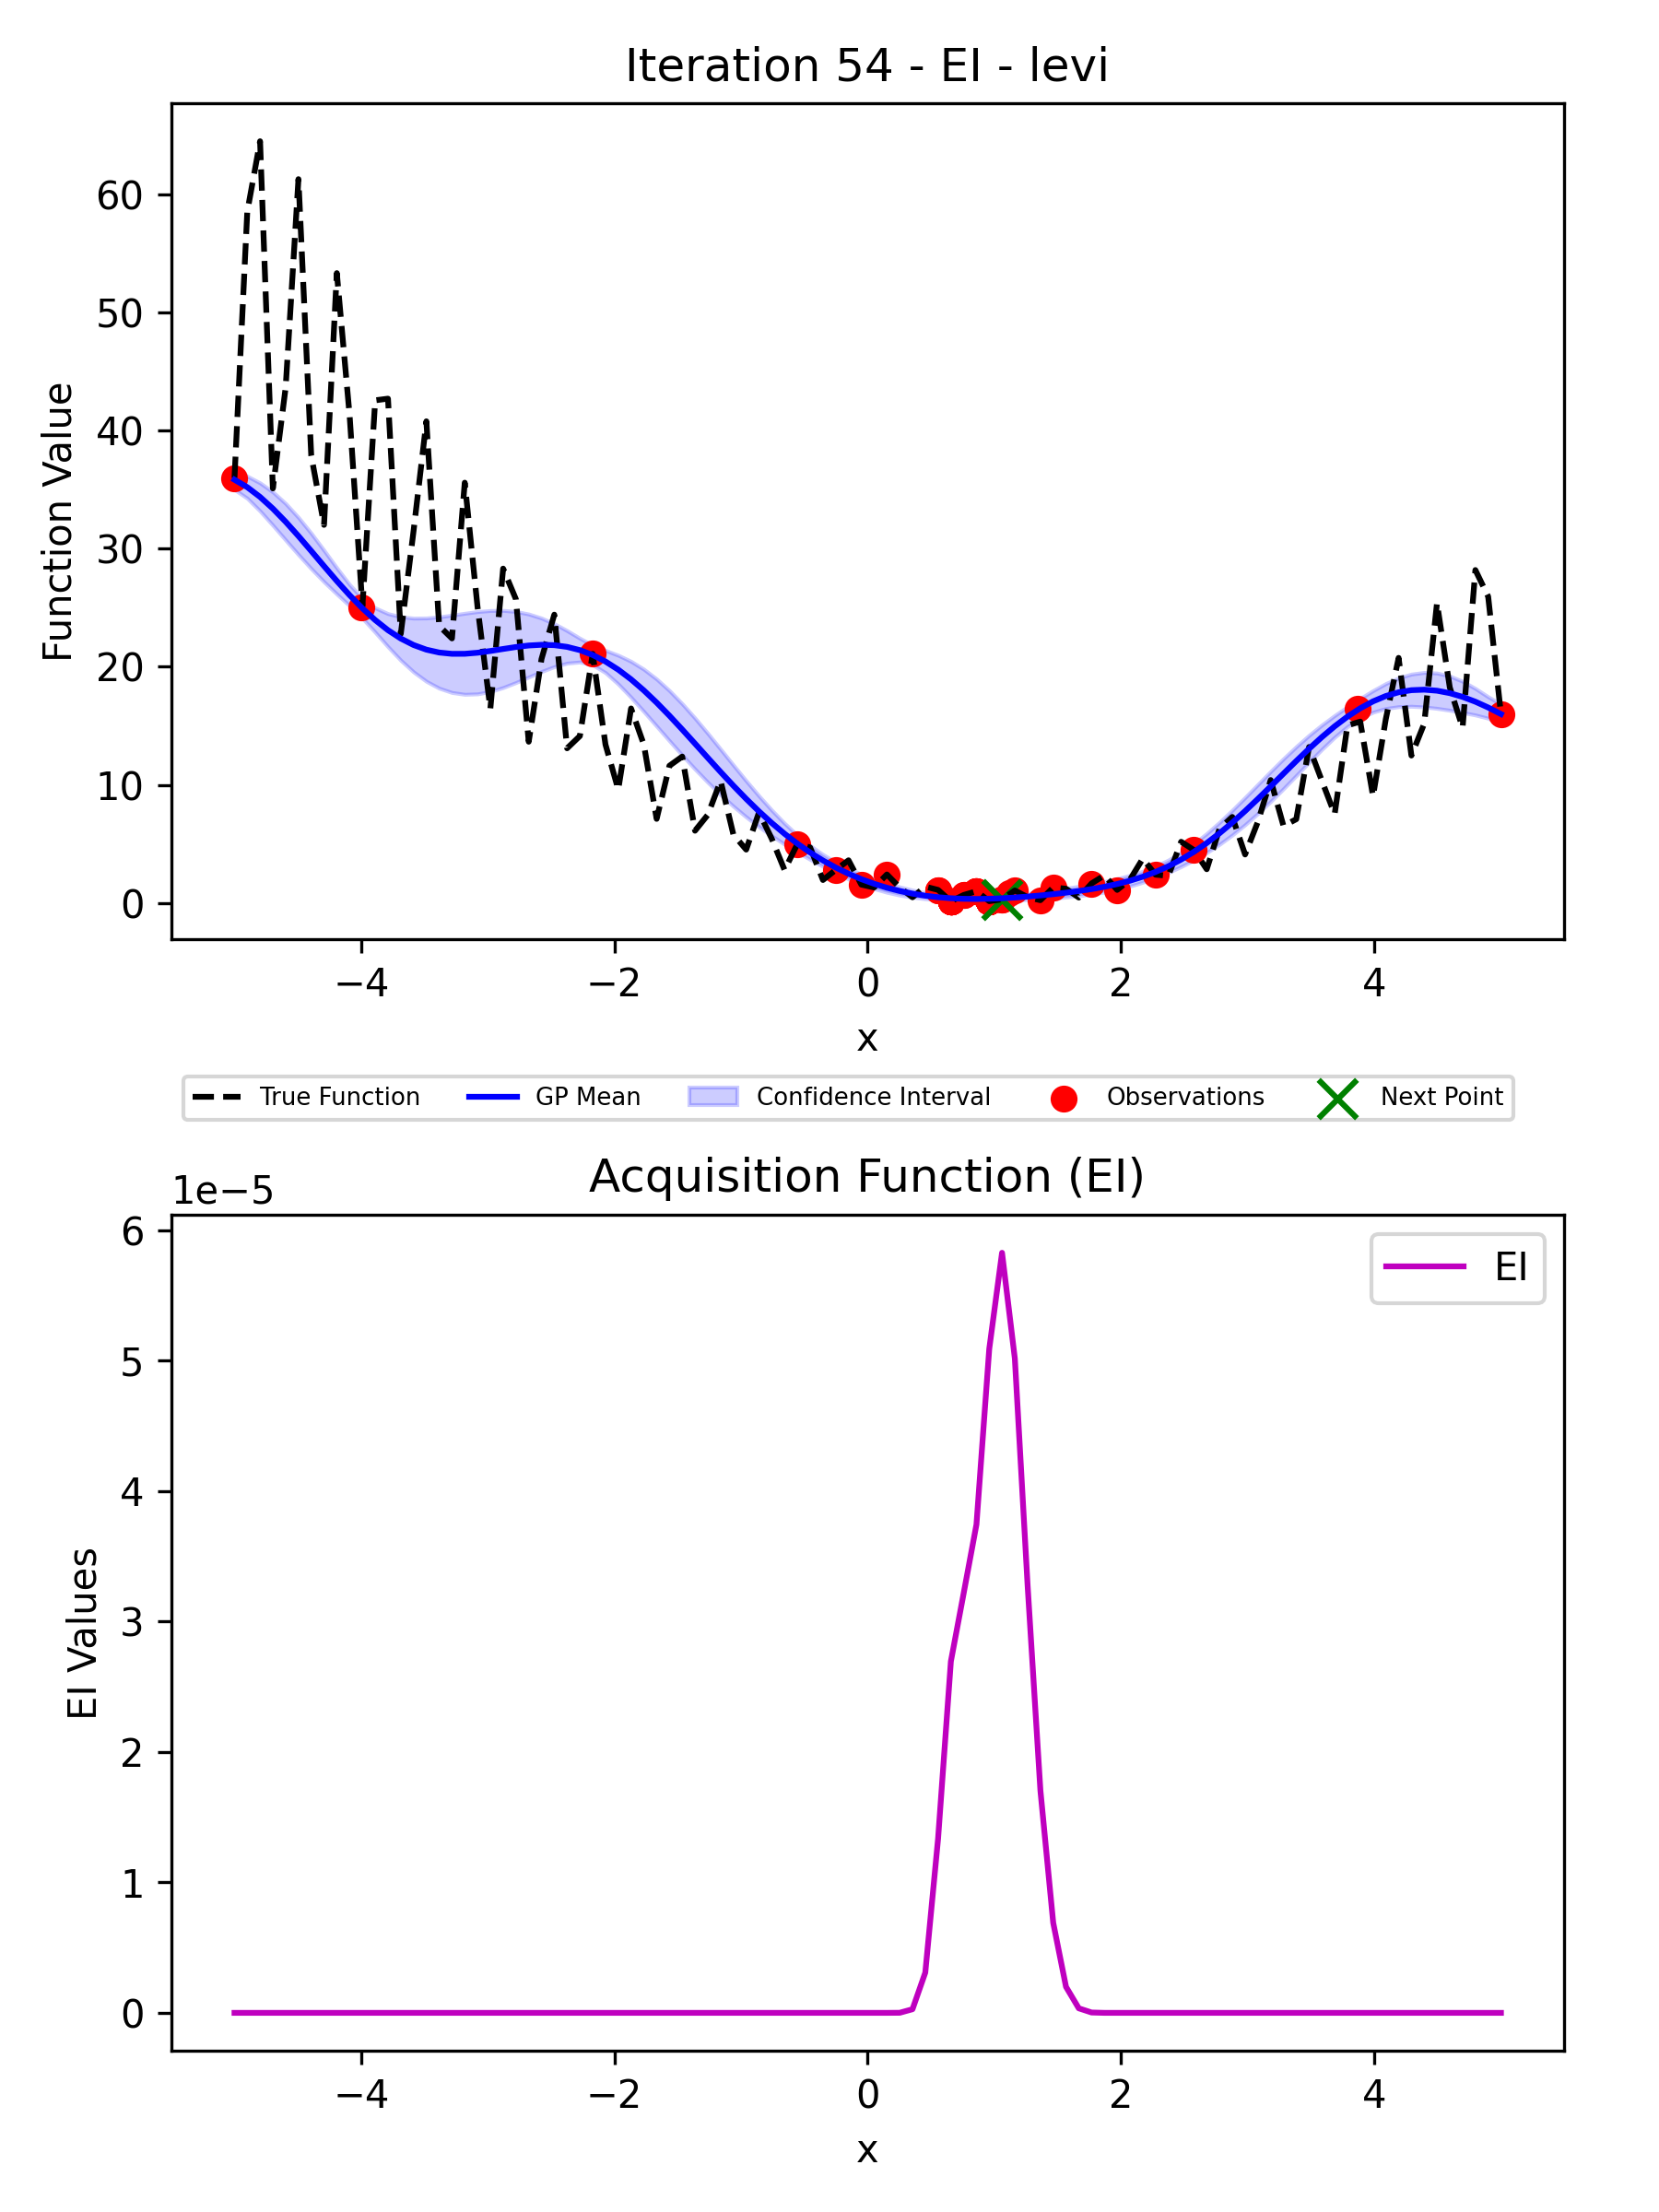 Iteration 54 - EI - levi
Function Value
60
50
40
30
20
10
0
−4 −2 0 2 4
x
True Function GP Mean Confidence Interval Observations Next Point
Acquisition Function (EI)
1e−5
EI Values
6
5
4
3
2
1
0
EI
−4 −2 0 2 4
x